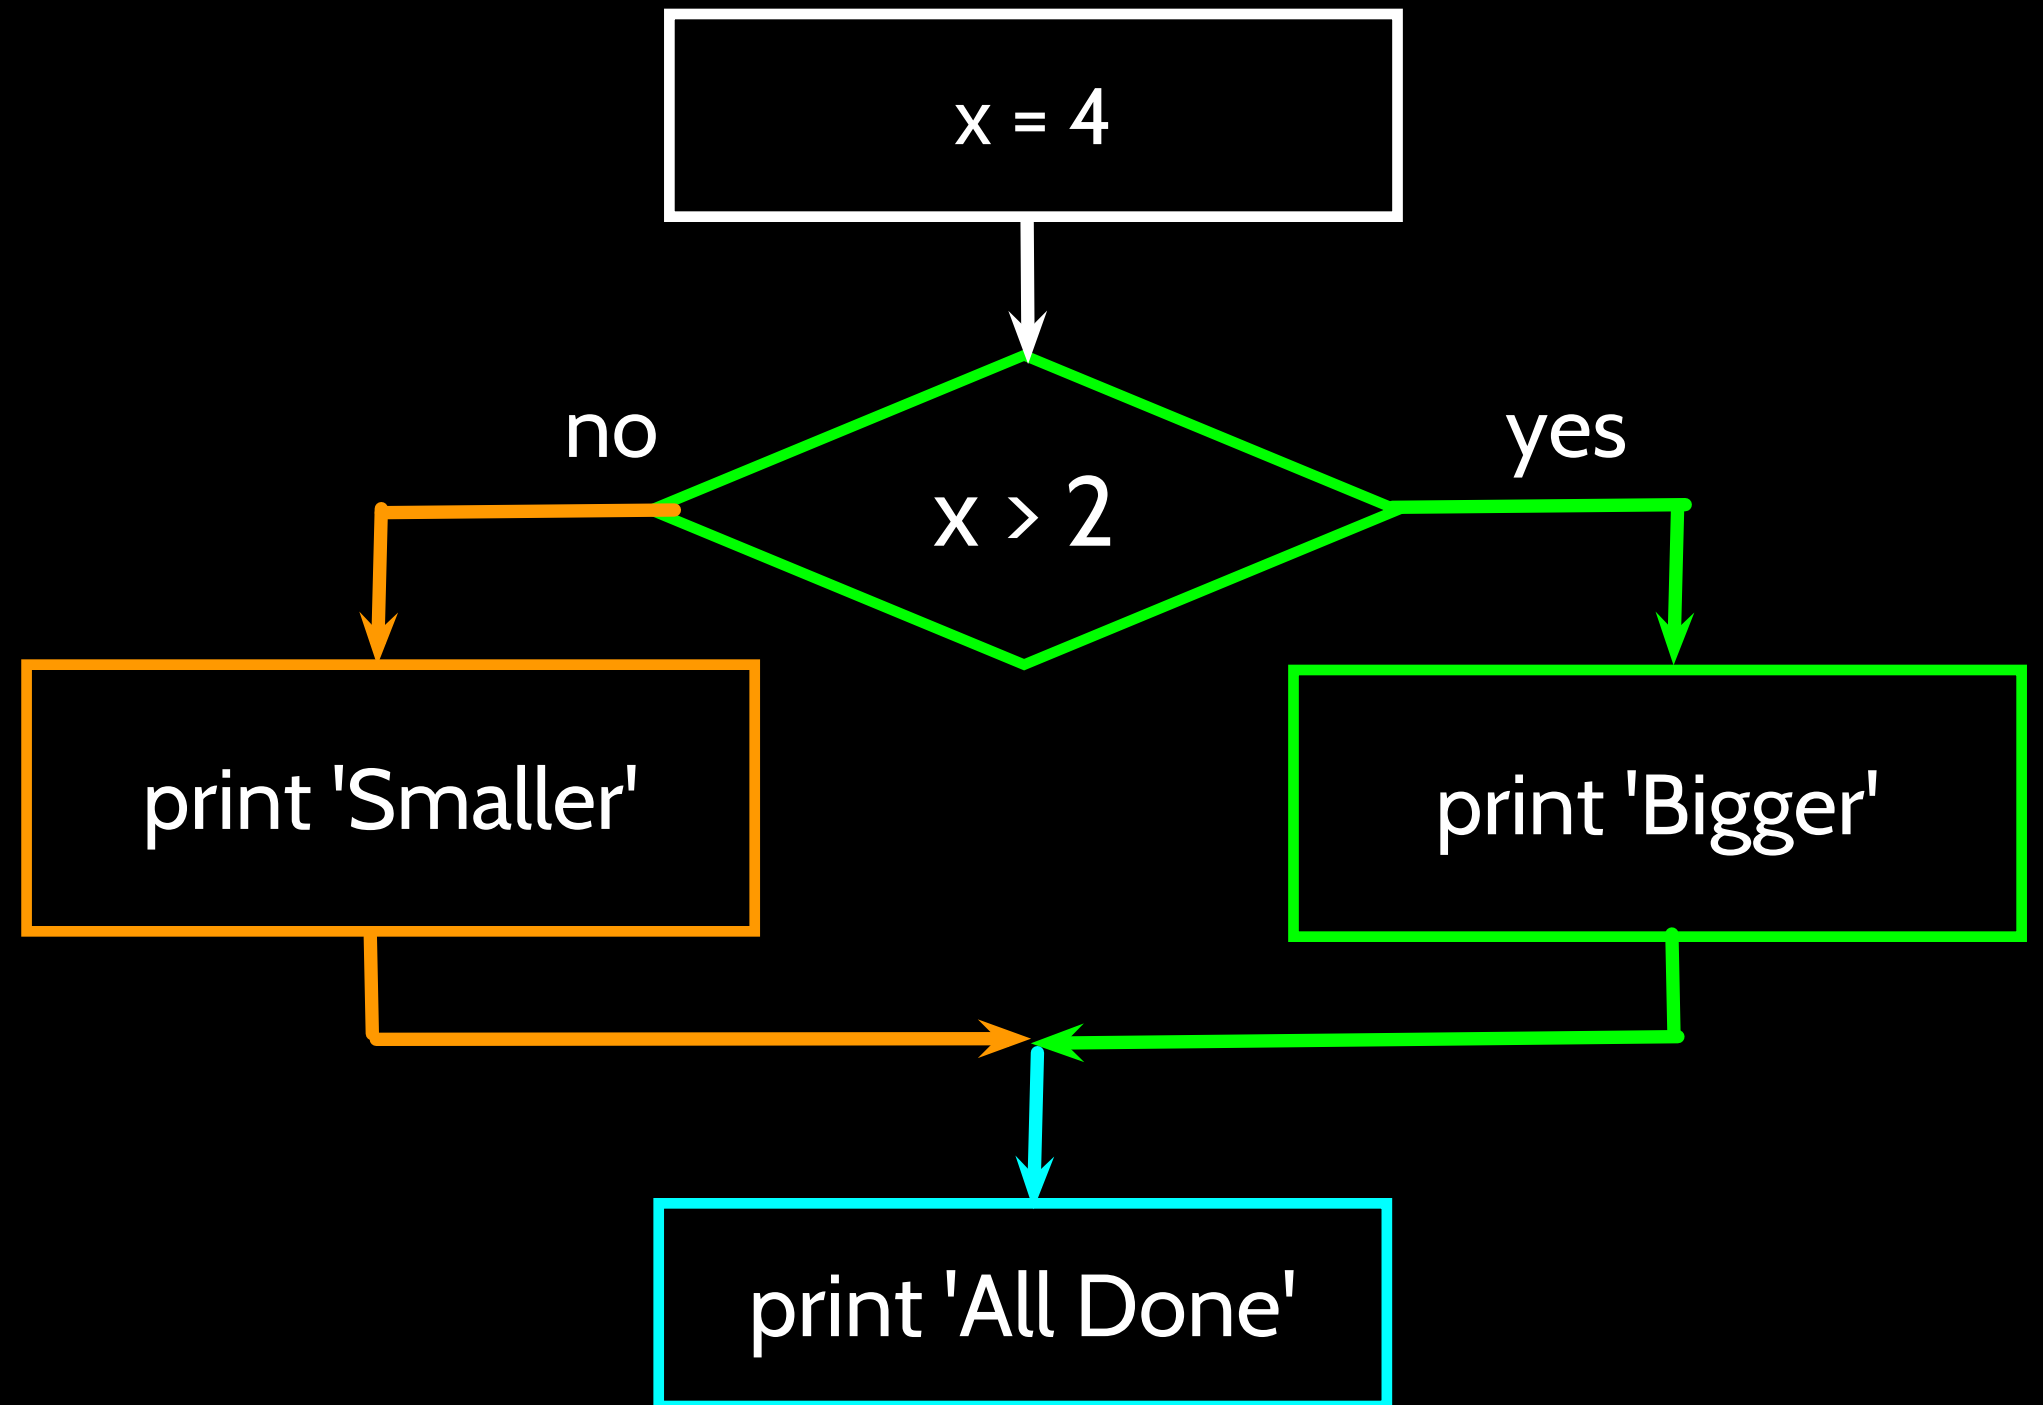 x = 4
no
yes
x > 2
print 'Smaller'
print 'Bigger'
print 'All Done'